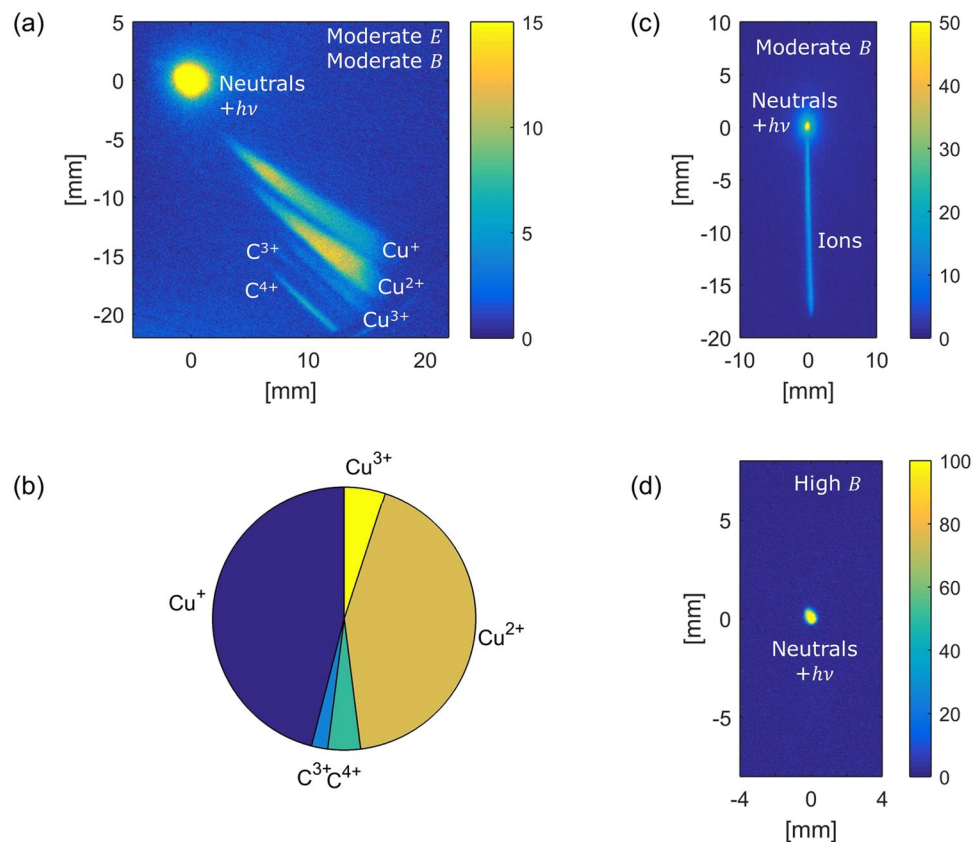 (a)
Moderate E
Moderate B
Neutrals
+hν
C³⁺
C⁴⁺
Cu⁺
Cu²⁺
Cu³⁺
5
0
-5
-10
-15
-20
[mm]
0
10
20
[mm]
15
10
5
0
(c)
Moderate B
Neutrals
+hν
Ions
10
5
0
-5
-10
-15
-20
[mm]
-10
0
10
[mm]
50
40
30
20
10
0
(b)
Cu³⁺
Cu⁺
Cu²⁺
C³⁺C⁴⁺
(d)
High B
Neutrals
+hν
5
0
-5
[mm]
-4
0
4
[mm]
100
80
60
40
20
0